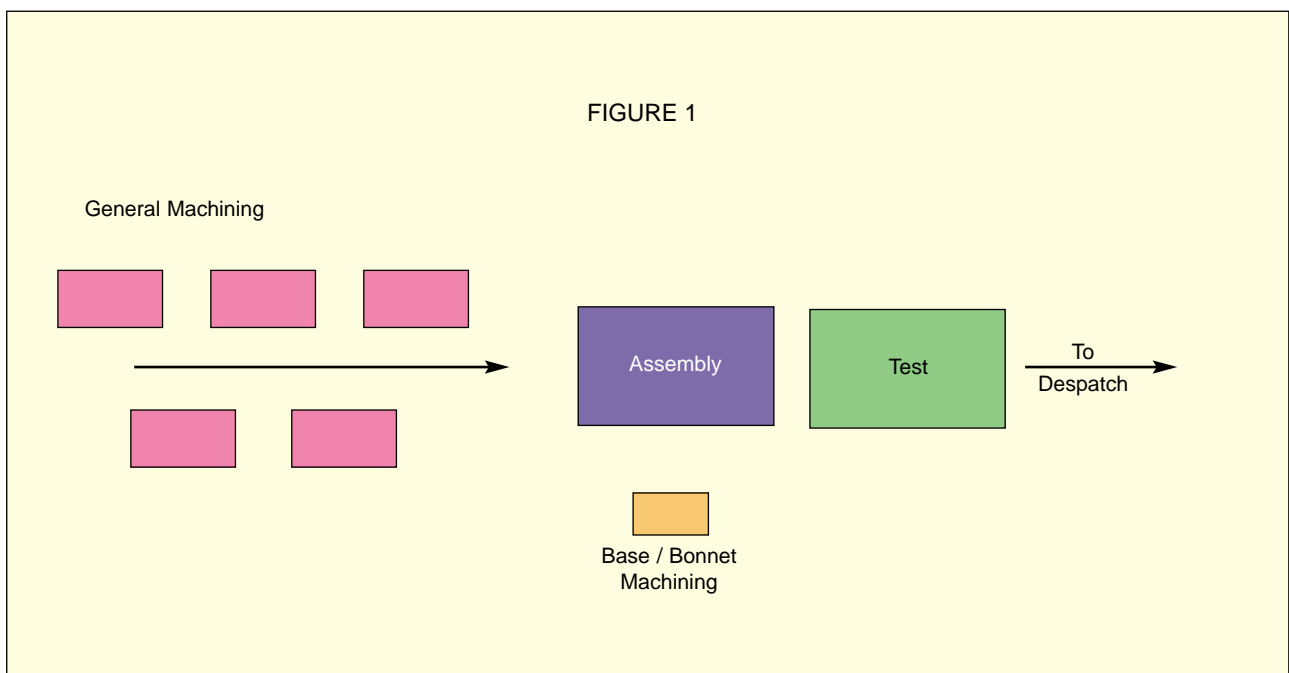 FIGURE 1
General Machining
Assembly
Test
To
Despatch
Base / Bonnet
Machining